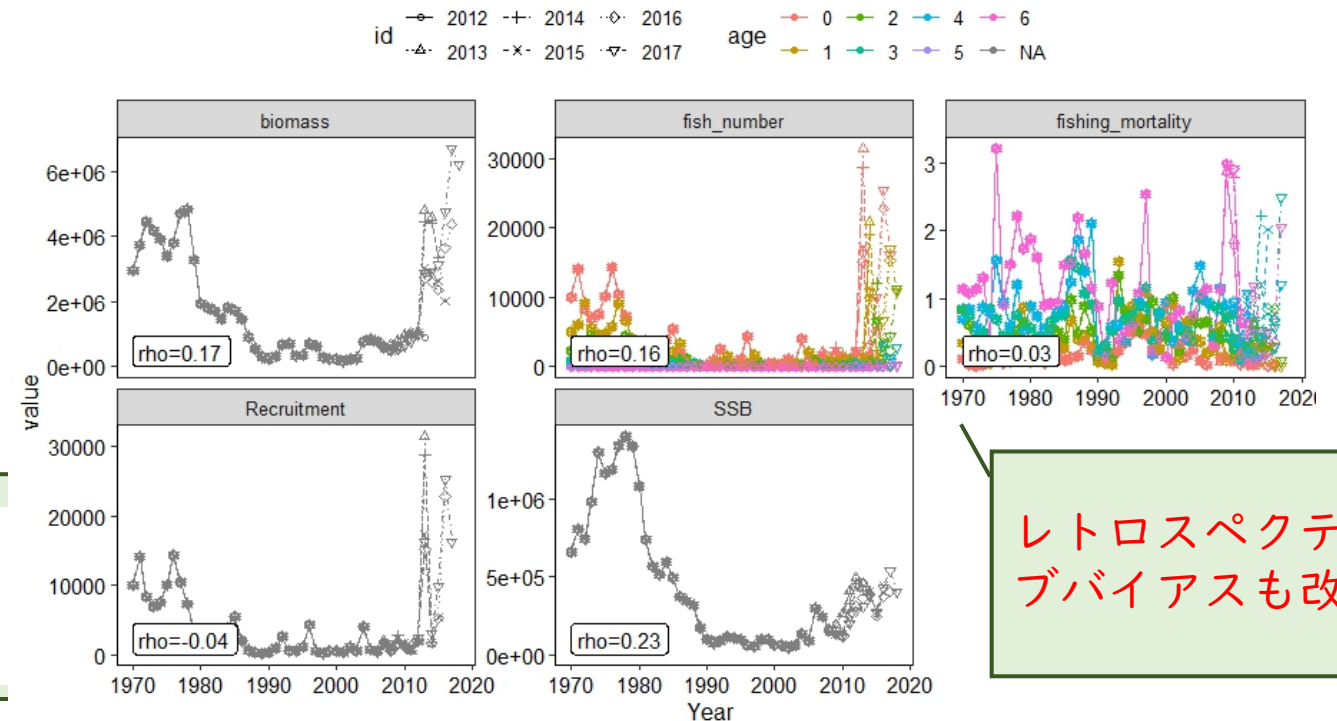 id 2012 2014 2016 age 0 2 4 6
2013 2015 2017 1 3 5 NA
biomass fish_number fishing_mortality
value
6e+06
4e+06
2e+06
0e+00
rho=0.17
30000
20000
10000
0
rho=0.16
3
2
1
0
rho=0.03
1970 1980 1990 2000 2010
Recruitment SSB
30000
20000
10000
0
rho=-0.04
1e+06
5e+05
0e+00
rho=0.23
1970 1980 1990 2000 2010 2020 1970 1980 1990 2000 2010 2020
Year
レトロスペクテ
ブバイアスも改